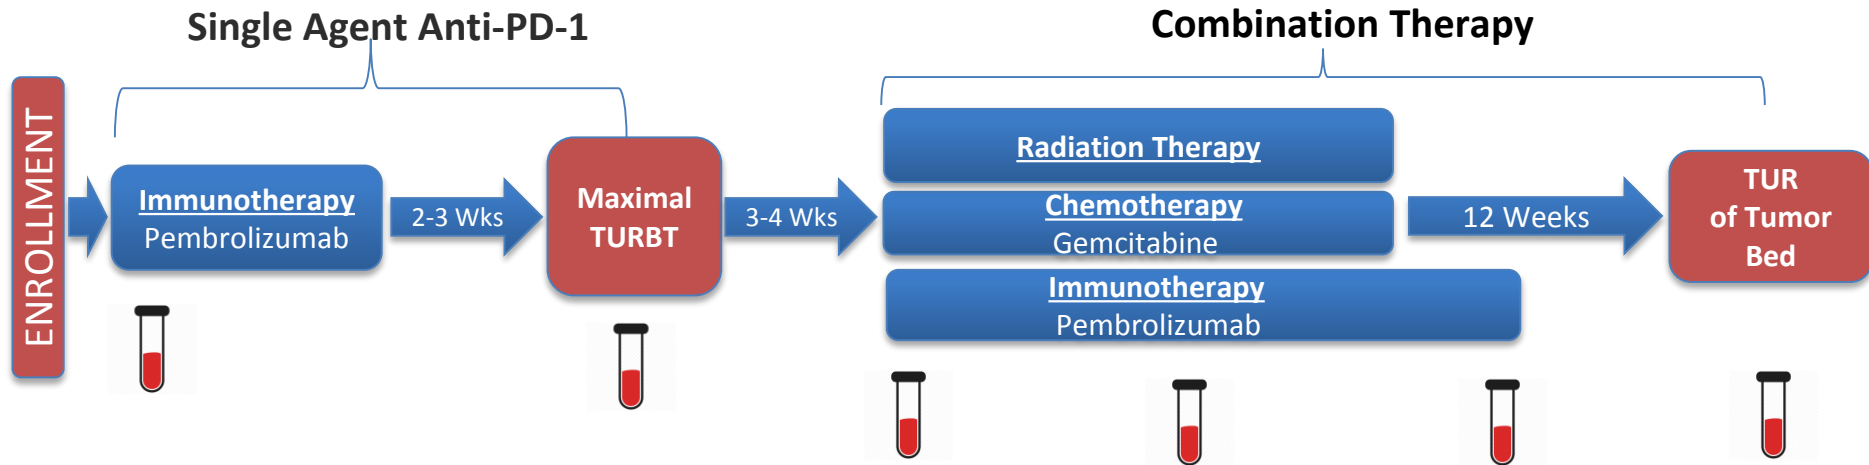 Single Agent Anti-PD-1
Combination Therapy
ENROLLMENT
Immunotherapy
Pembrolizumab
2-3 Wks
Maximal
TURBT
3-4 Wks
Radiation Therapy
Chemotherapy
Gemcitabine
Immunotherapy
Pembrolizumab
12 Weeks
TUR
of Tumor
Bed